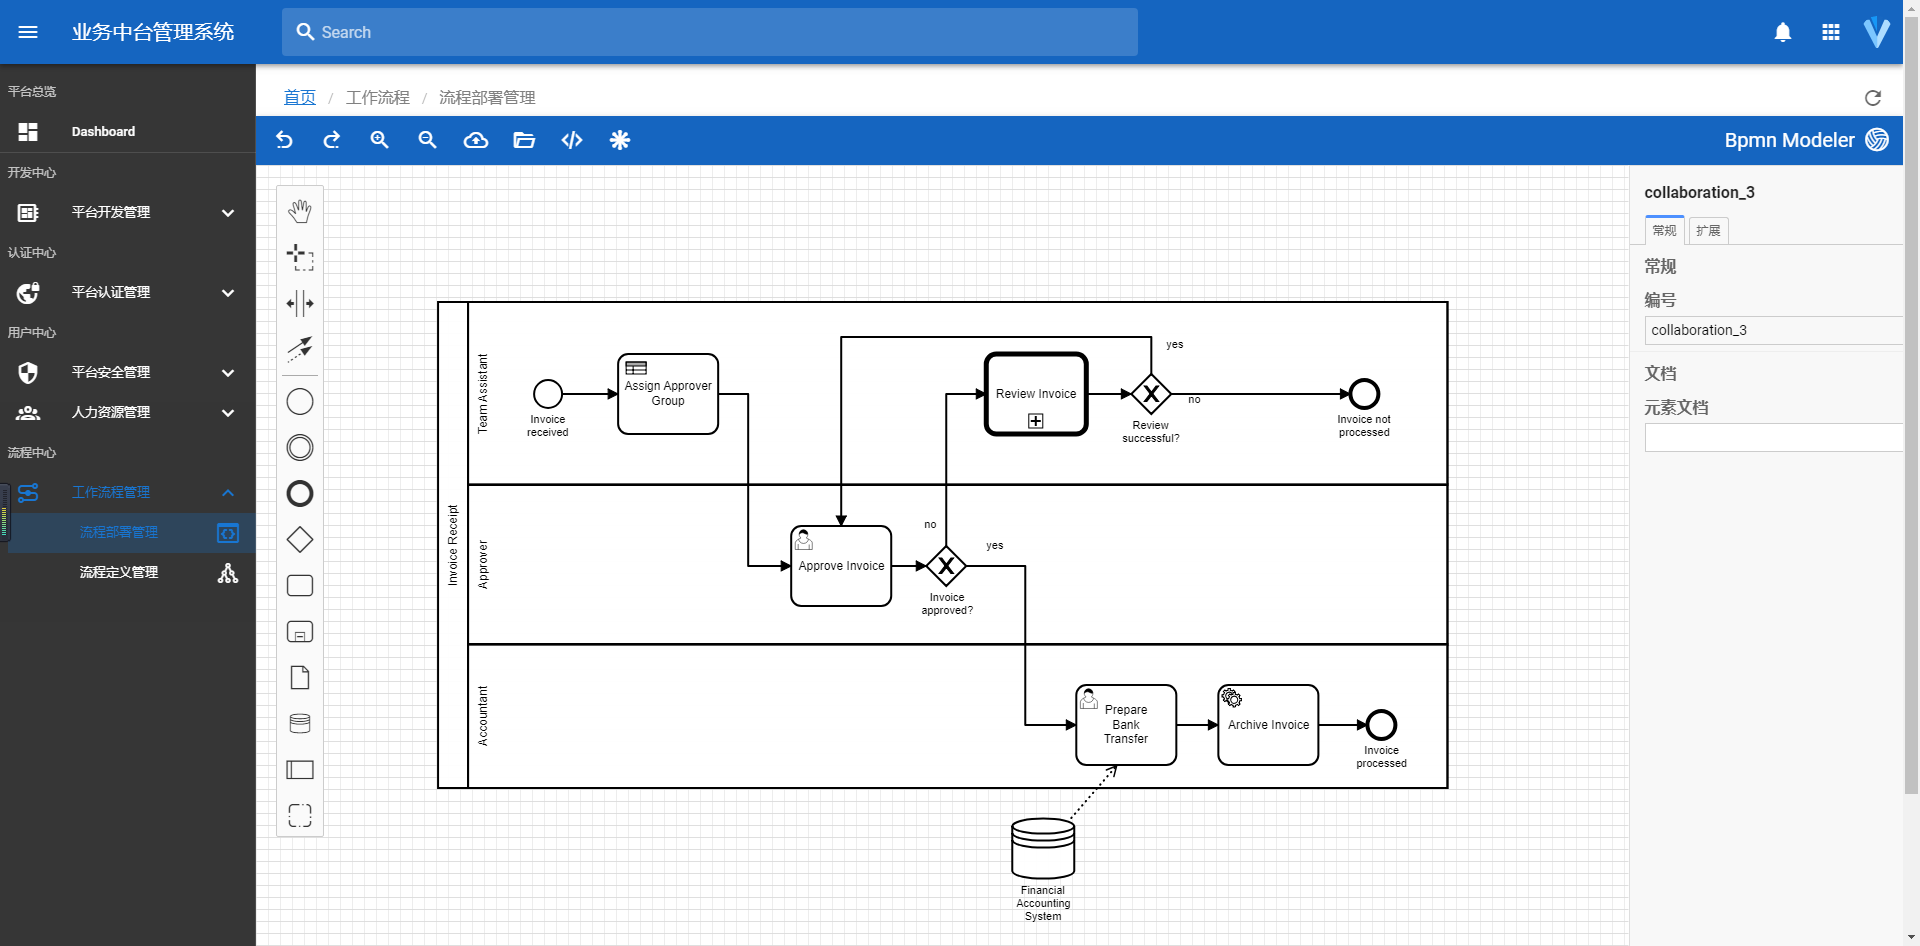 业务中台管理系统
Search
平台总览
Dashboard
开发中心
平台开发管理
认证中心
平台认证管理
用户中心
平台安全管理
人力资源管理
流程中心
工作流程管理
流程部署管理
流程定义管理
首页 / 工作流程 / 流程部署管理
Bpmn Modeler
Invoice Receipt
Team Assistant
Invoice
received
Assign Approver
Group
Review Invoice
yes
no
Review
successful?
Invoice not
processed
Approver
Approve Invoice
no
yes
Invoice
approved?
Accountant
Prepare
Bank
Transfer
Archive Invoice
Invoice
processed
Financial
Accounting
System
collaboration_3
常规
扩展
常规
编号
collaboration_3
文档
元素文档